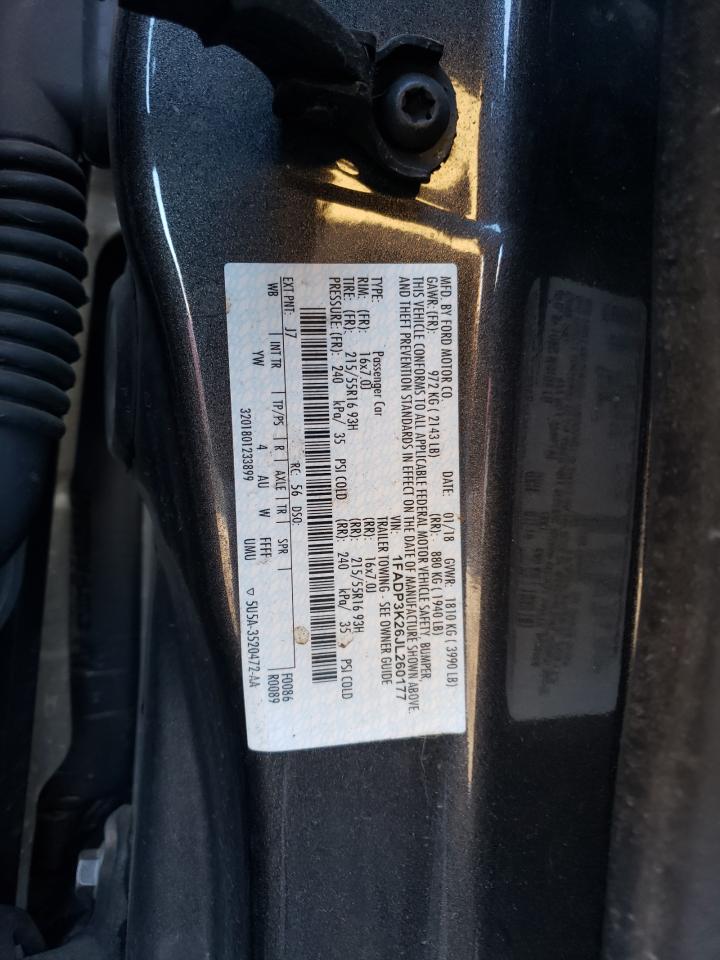 MFD. BY FORD MOTOR CO.
DATE: 01/18 GVWR: 1810 KG ( 3990 LB)
GAWR: (FR): 972 KG ( 2143 LB) (RR): 880 KG ( 1940 LB)
THIS VEHICLE CONFORMS TO ALL APPLICABLE FEDERAL MOTOR VEHICLE SAFETY, BUMPER,
AND THEFT PREVENTION STANDARDS IN EFFECT ON THE DATE OF MANUFACTURE SHOWN ABOVE.
VIN: 1FADP3K26JL260177
TYPE: Passenger Car TRAILER TOWING - SEE OWNER GUIDE
RIM: (FR): 16x7.0J (RR): 16x7.0J
TIRE: (FR): 215/55R16 93H (RR): 215/55R16 93H
PRESSURE: (FR): 240 kPa/ 35 PSI COLD (RR): 240 kPa/ 35 PSI COLD
EXT PNT: J7 RC: 56 DSO: F0086
WB INT TR TP/PS R AXLE TR SPR R0089
YW 4 AU W FFFF
3201801233899 UMU ▽ 5U5A-3520472-AA